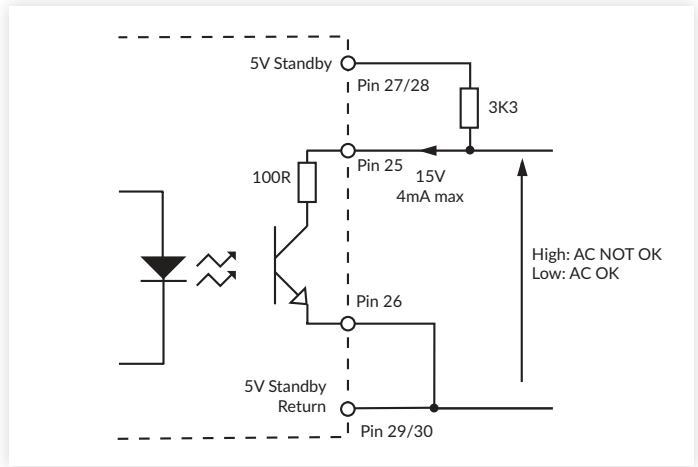 5V Standby
Pin 27/28
3K3
Pin 25
100R
15V
4mA max
High: AC NOT OK
Low: AC OK
Pin 26
5V Standby
Return
Pin 29/30